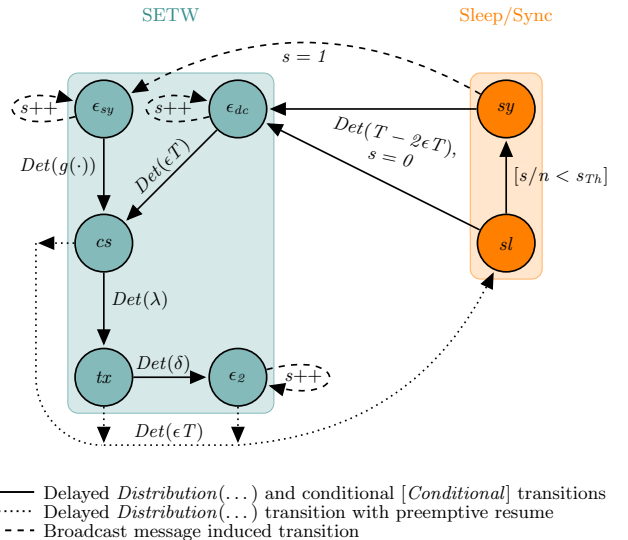 SETW
Sleep/Sync
s = 1
s++
ϵsy
s++
ϵdc
sy
Det(T − 2ϵT),
s = 0
Det(g(·))
Det(ϵT)
[s/n < sTh]
cs
sl
Det(λ)
tx
Det(δ)
ϵ2
s++
Det(ϵT)
Delayed Distribution(...) and conditional [Conditional] transitions
Delayed Distribution(...) transition with preemptive resume
Broadcast message induced transition